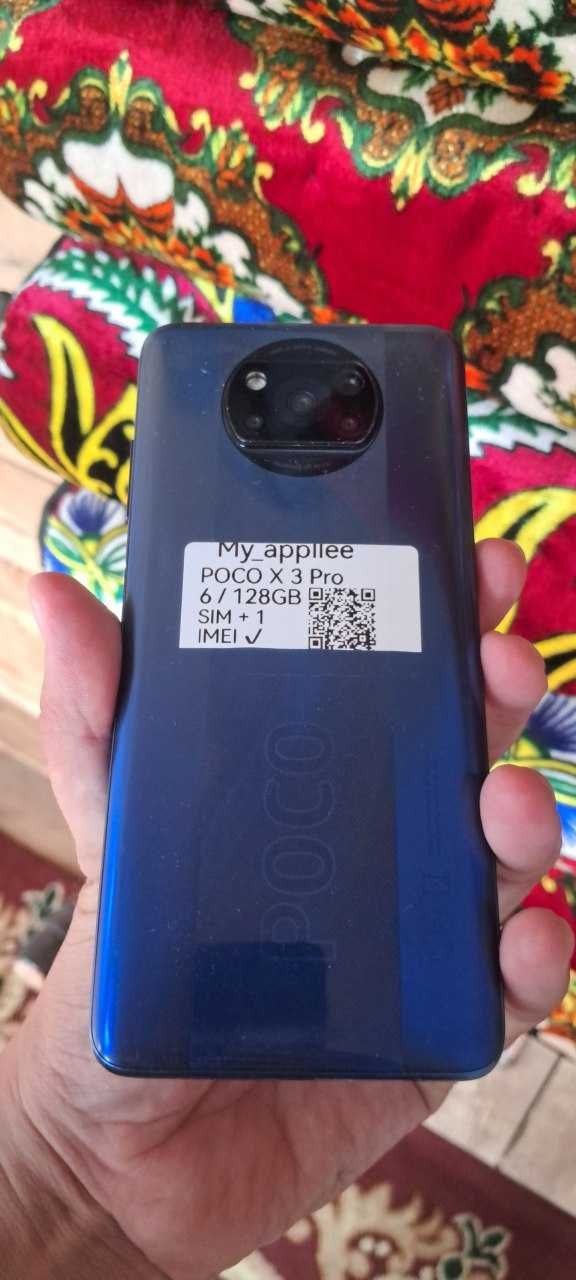 My_appllee
POCO X 3 Pro
6 / 128GB
SIM + 1
IMEI ✓
POCO